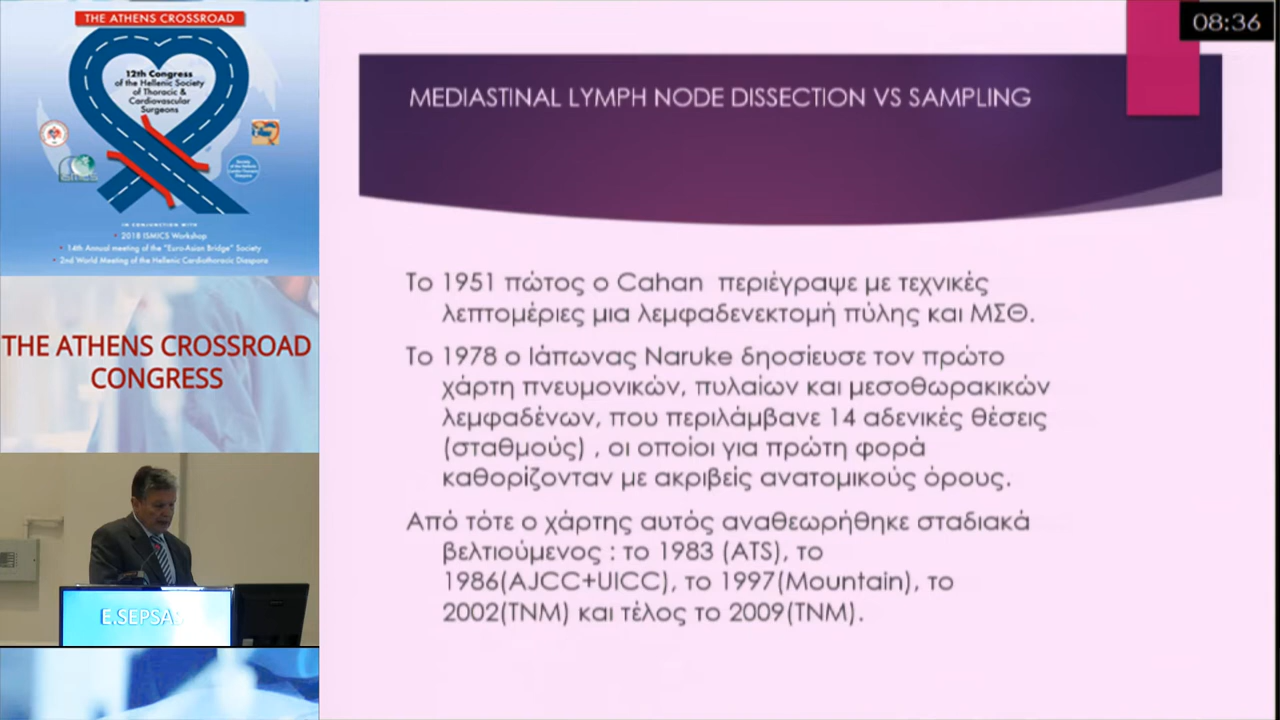 THE ATHENS CROSSROAD
12th Congress
of the Hellenic Society
of Thoracic &
Cardiovascular
Surgeons
IN CONJUNCTION WITH
• 2018 ISMICS Workshop
• 14th Annual meeting of the "Euro-Asian Bridge" Society
• 2nd World Meeting of the Hellenic Cardiothoracic Diaspora
THE ATHENS CROSSROAD
CONGRESS
E.SEPSAS
08:36
MEDIASTINAL LYMPH NODE DISSECTION VS SAMPLING
Το 1951 πώτος ο Cahan περιέγραψε με τεχνικές
λεπτομέριες μια λεμφαδενεκτομή πύλης και ΜΣΘ.
Το 1978 ο Ιάπωνας Naruke δηοσίευσε τον πρώτο
χάρτη πνευμονικών, πυλαίων και μεσοθωρακικών
λεμφαδένων, που περιλάμβανε 14 αδενικές θέσεις
(σταθμούς) , οι οποίοι για πρώτη φορά
καθορίζονταν με ακριβείς ανατομικούς όρους.
Από τότε ο χάρτης αυτός αναθεωρήθηκε σταδιακά
βελτιούμενος : το 1983 (ATS), το
1986(AJCC+UICC), το 1997(Mountain), το
2002(TNM) και τέλος το 2009(TNM).